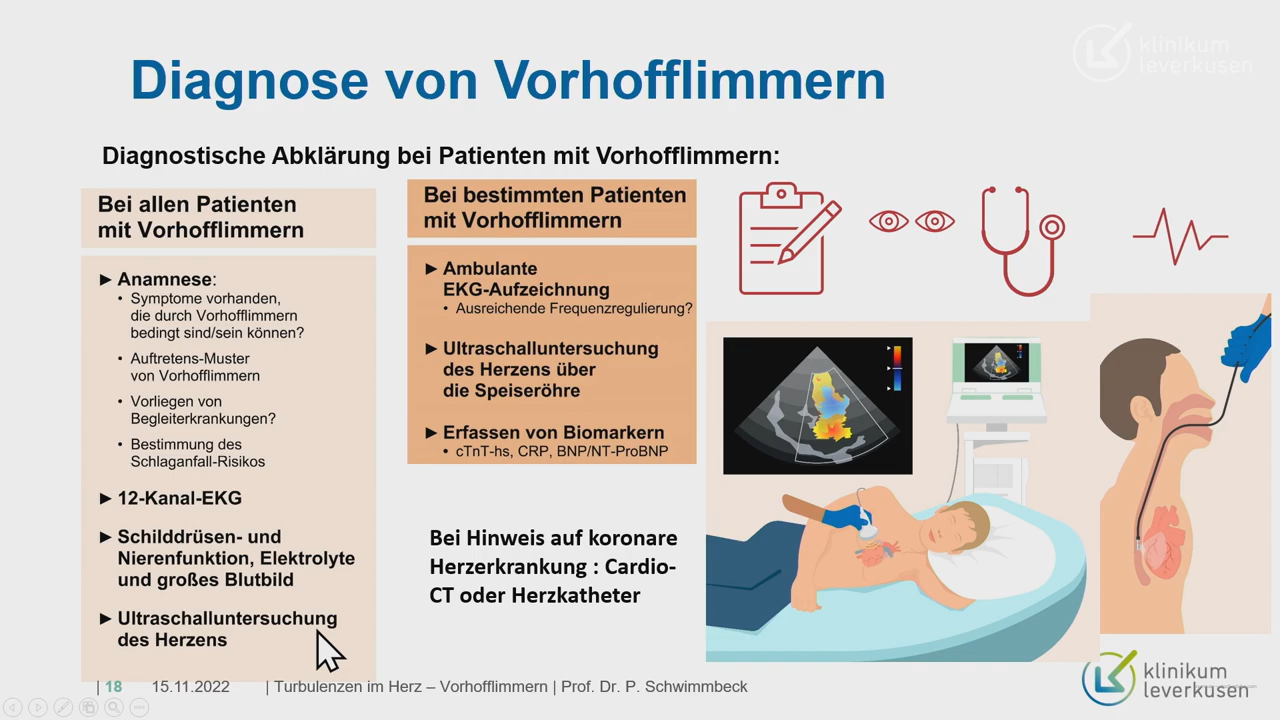 klinikum
leverkusen
Diagnose von Vorhofflimmern
Diagnostische Abklärung bei Patienten mit Vorhofflimmern:
Bei allen Patienten
mit Vorhofflimmern
► Anamnese:
• Symptome vorhanden,
die durch Vorhofflimmern
bedingt sind/sein können?
• Auftretens-Muster
von Vorhofflimmern
• Vorliegen von
Begleiterkrankungen?
• Bestimmung des
Schlaganfall-Risikos
► 12-Kanal-EKG
► Schilddrüsen- und
Nierenfunktion, Elektrolyte
und großes Blutbild
► Ultraschalluntersuchung
des Herzens
Bei bestimmten Patienten
mit Vorhofflimmern
► Ambulante
EKG-Aufzeichnung
• Ausreichende Frequenzregulierung?
► Ultraschalluntersuchung
des Herzens über
die Speiseröhre
► Erfassen von Biomarkern
• cTnT-hs, CRP, BNP/NT-ProBNP
Bei Hinweis auf koronare
Herzerkrankung : Cardio-
CT oder Herzkatheter
| 18 15.11.2022 | Turbulenzen im Herz – Vorhofflimmern | Prof. Dr. P. Schwimmbeck
klinikum
leverkusen